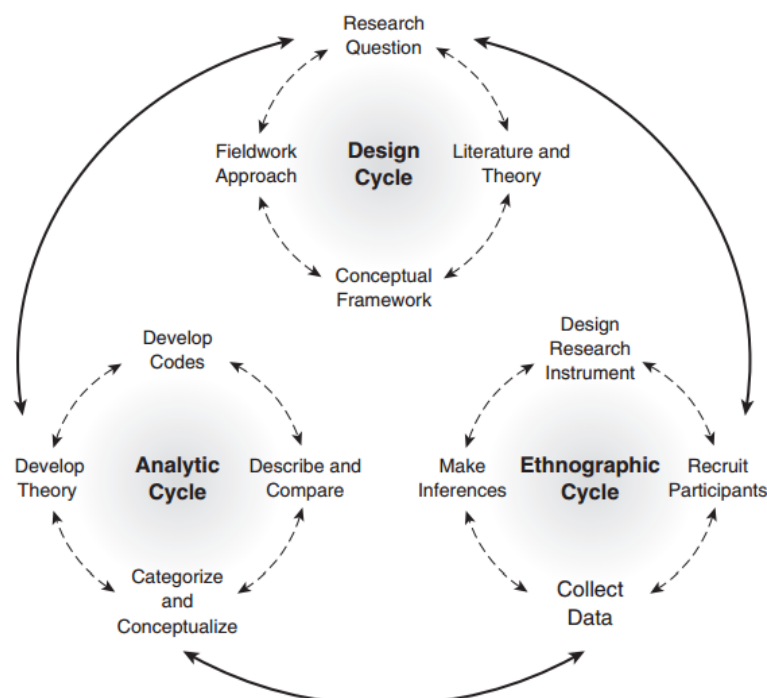 Research
Question
Fieldwork
Approach
Design
Cycle
Literature and
Theory
Conceptual
Framework
Develop
Codes
Develop
Theory
Analytic
Cycle
Describe and
Compare
Categorize
and
Conceptualize
Design
Research
Instrument
Make
Inferences
Ethnographic
Cycle
Recruit
Participants
Collect
Data